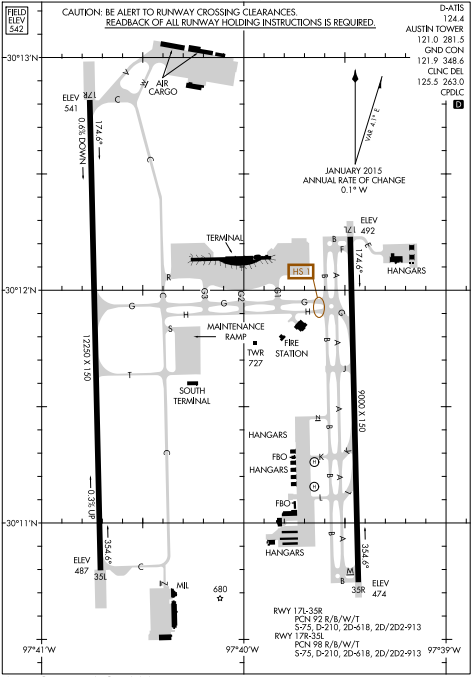 FIELD
ELEV
542
CAUTION: BE ALERT TO RUNWAY CROSSING CLEARANCES.
READBACK OF ALL RUNWAY HOLDING INSTRUCTIONS IS REQUIRED.
D-ATIS
124.4
AUSTIN TOWER
121.0 281.5
GND CON
121.9 348.6
CLNC DEL
125.5 263.0
CPDLC
D
30°13'N
V
W
AIR
CARGO
17R
C
ELEV
541
0.6% DOWN
174.6°
C
VAR 4.1° E
JANUARY 2015
ANNUAL RATE OF CHANGE
0.1° W
ELEV
492
17L
B
F
E
174.6°
HANGARS
TERMINAL
HS 1
R
B
A
30°12'N
C
G3
G2
G1
G
G
G
G
H
H
H
S
MAINTENANCE
RAMP
FIRE
STATION
TWR
727
B
A
J
12250 X 150
T
SOUTH
TERMINAL
9000 X 150
A
N
B
HANGARS
C
FBO
H
K
K
HANGARS
B
A
H
L
L
FBO
0.3% UP
30°11'N
B
A
HANGARS
354.6°
354.6°
ELEV
487
35L
C
Z
M
B
35R
ELEV
474
MIL
680
RWY 17L-35R
PCN 92 R/B/W/T
S-75, D-210, 2D-618, 2D/2D2-913
RWY 17R-35L
PCN 98 R/B/W/T
S-75, D-210, 2D-618, 2D/2D2-913
97°41'W
97°40'W
97°39'W